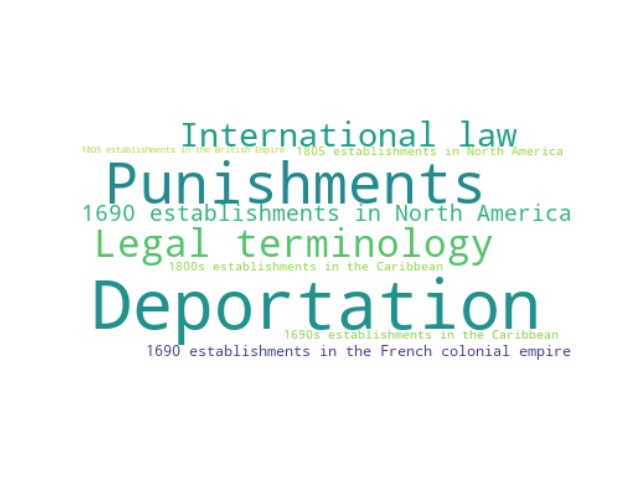 International law
1805 establishments in the British Empire
1805 establishments in North America
Punishments
1690 establishments in North America
Legal terminology
1800s establishments in the Caribbean
Deportation
1690s establishments in the Caribbean
1690 establishments in the French colonial empire